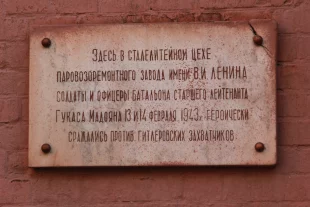 Здесь в сталелитейном цехе
паровозоремонтного завода имени В.И. Ленина
солдаты и офицеры батальона старшего лейтенанта
Гукаса Мадояна 13 и 14 февраля 1943г. героически
сражались против гитлеровских захватчиков